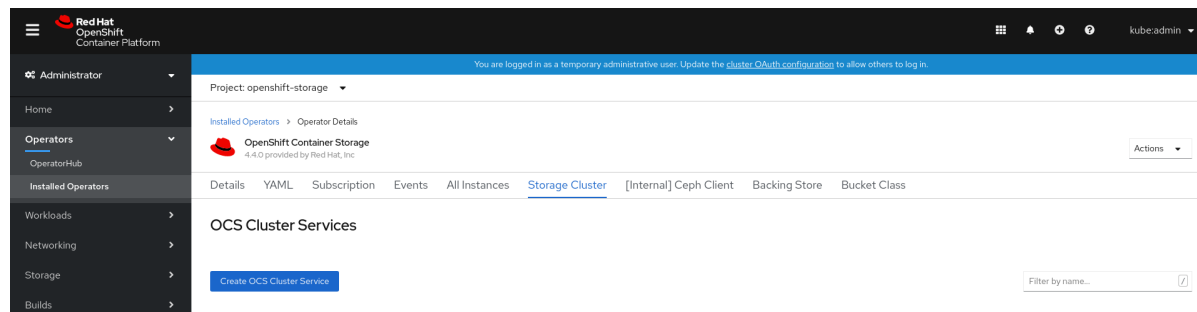 Red Hat
OpenShift
Container Platform
kube:admin
Administrator
You are logged in as a temporary administrative user. Update the cluster OAuth configuration to allow others to log in.
Project: openshift-storage
Home
Installed Operators > Operator Details
Operators
OpenShift Container Storage
4.4.0 provided by Red Hat, Inc
Actions
OperatorHub
Installed Operators
Details YAML Subscription Events All Instances Storage Cluster [Internal] Ceph Client Backing Store Bucket Class
Workloads
OCS Cluster Services
Networking
Storage
Create OCS Cluster Service
Filter by name...
/
Builds